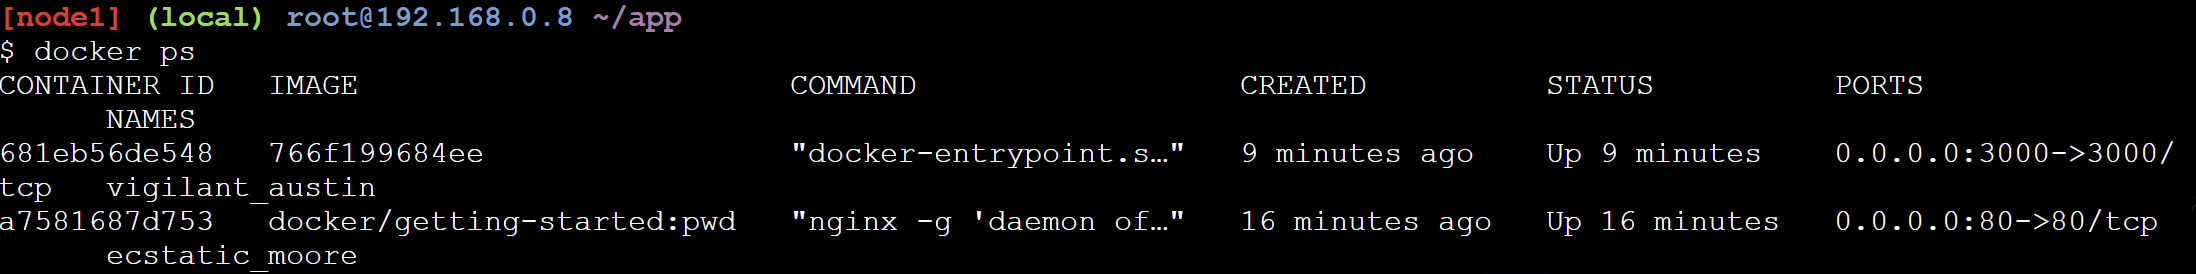 [node1] (local) root@192.168.0.8 ~/app
$ docker ps
CONTAINER ID   IMAGE                        COMMAND                  CREATED          STATUS          PORTS
      NAMES
681eb56de548   766f199684ee                 "docker-entrypoint.s…"   9 minutes ago    Up 9 minutes    0.0.0.0:3000->3000/
tcp   vigilant_austin
a7581687d753   docker/getting-started:pwd   "nginx -g 'daemon of…"   16 minutes ago   Up 16 minutes   0.0.0.0:80->80/tcp
      ecstatic_moore